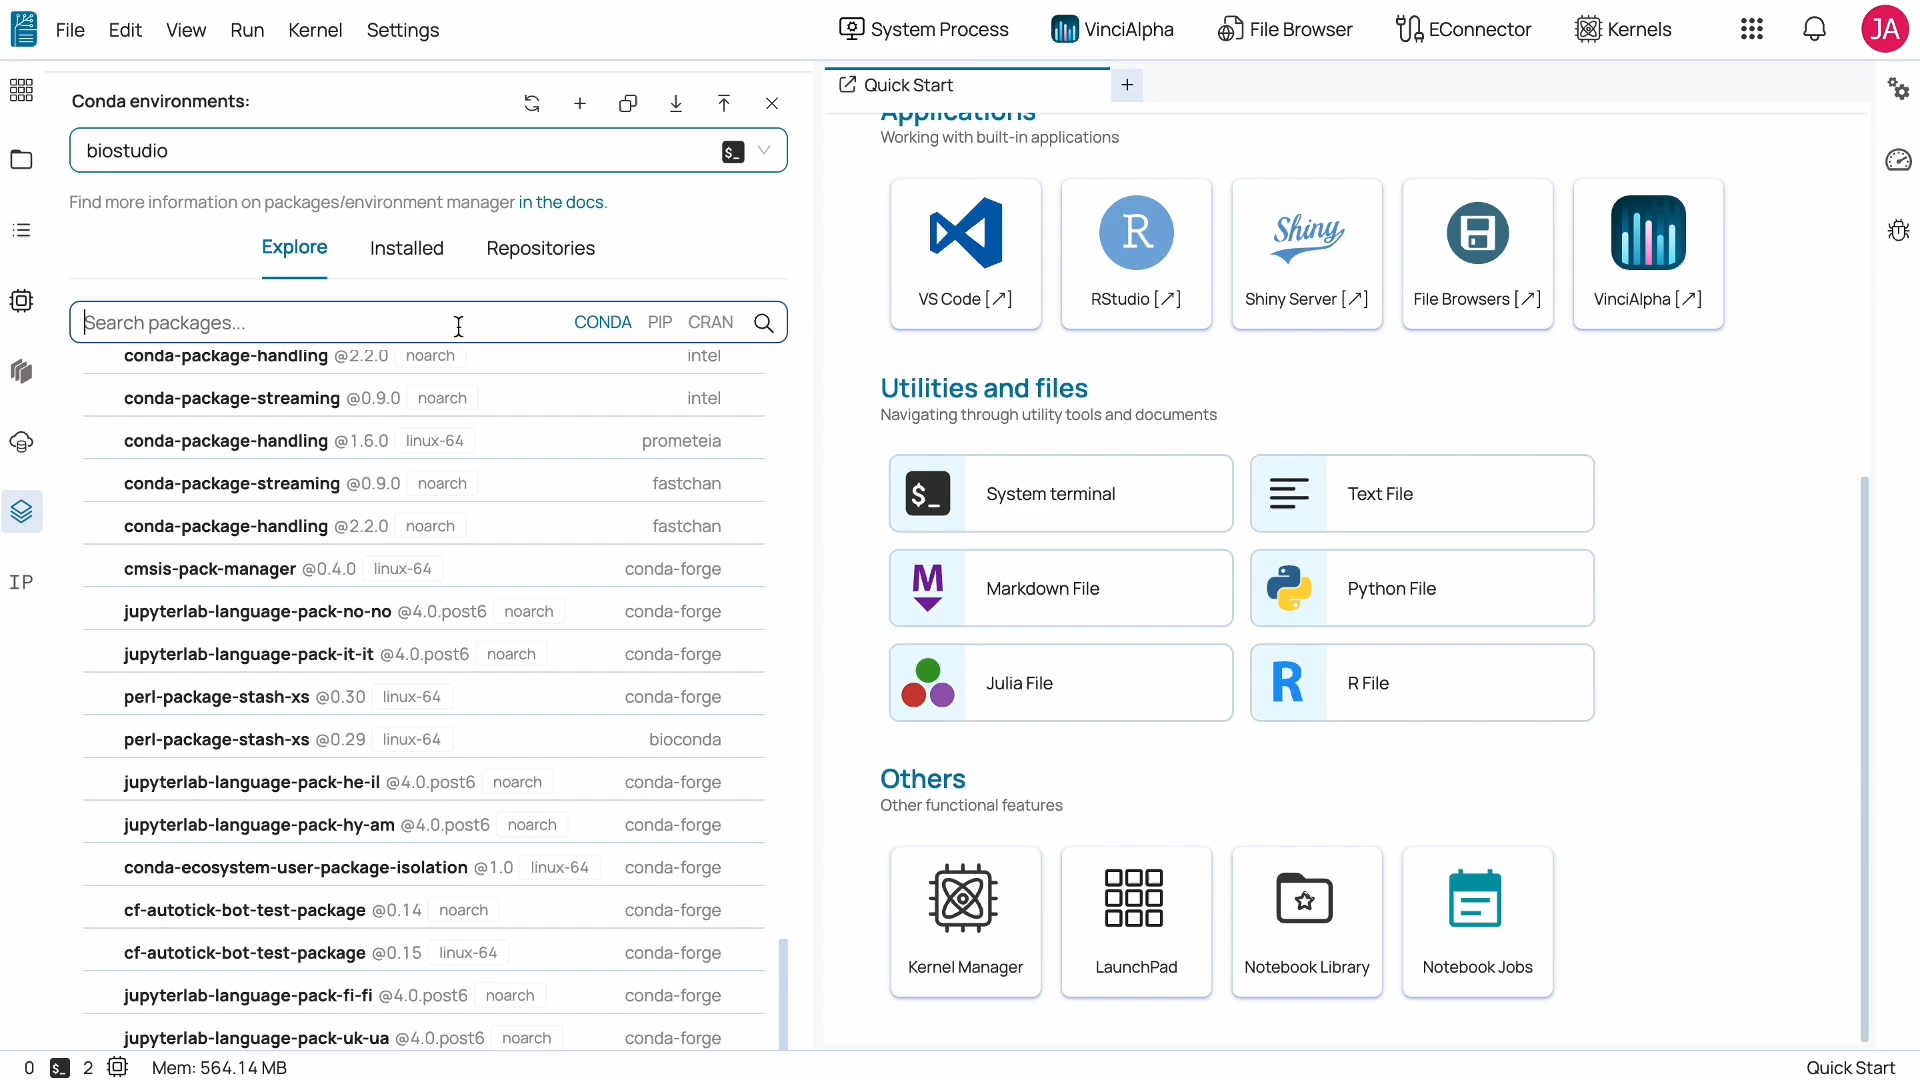 File Edit View Run Kernel Settings
System Process VinciAlpha File Browser EConnector Kernels JA
Conda environments:
biostudio $_
Find more information on packages/environment manager in the docs.
Explore Installed Repositories
Search packages... CONDA PIP CRAN
conda-package-handling @2.2.0 noarch intel
conda-package-streaming @0.9.0 noarch intel
conda-package-handling @1.6.0 linux-64 prometeia
conda-package-streaming @0.9.0 noarch fastchan
conda-package-handling @2.2.0 noarch fastchan
cmsis-pack-manager @0.4.0 linux-64 conda-forge
jupyterlab-language-pack-no-no @4.0.post6 noarch conda-forge
jupyterlab-language-pack-it-it @4.0.post6 noarch conda-forge
perl-package-stash-xs @0.30 linux-64 conda-forge
perl-package-stash-xs @0.29 linux-64 bioconda
jupyterlab-language-pack-he-il @4.0.post6 noarch conda-forge
jupyterlab-language-pack-hy-am @4.0.post6 noarch conda-forge
conda-ecosystem-user-package-isolation @1.0 linux-64 conda-forge
cf-autotick-bot-test-package @0.14 noarch conda-forge
cf-autotick-bot-test-package @0.15 linux-64 conda-forge
jupyterlab-language-pack-fi-fi @4.0.post6 noarch conda-forge
jupyterlab-language-pack-uk-ua @4.0.post6 noarch conda-forge
IP
Quick Start +
Applications
Working with built-in applications
R Shiny
VS Code [↗] RStudio [↗] Shiny Server [↗] File Browsers [↗] VinciAlpha [↗]
Utilities and files
Navigating through utility tools and documents
$_ System terminal Text File
M Markdown File Python File
Julia File R R File
Others
Other functional features
Kernel Manager LaunchPad Notebook Library Notebook Jobs
0 $_ 2 Mem: 564.14 MB Quick Start